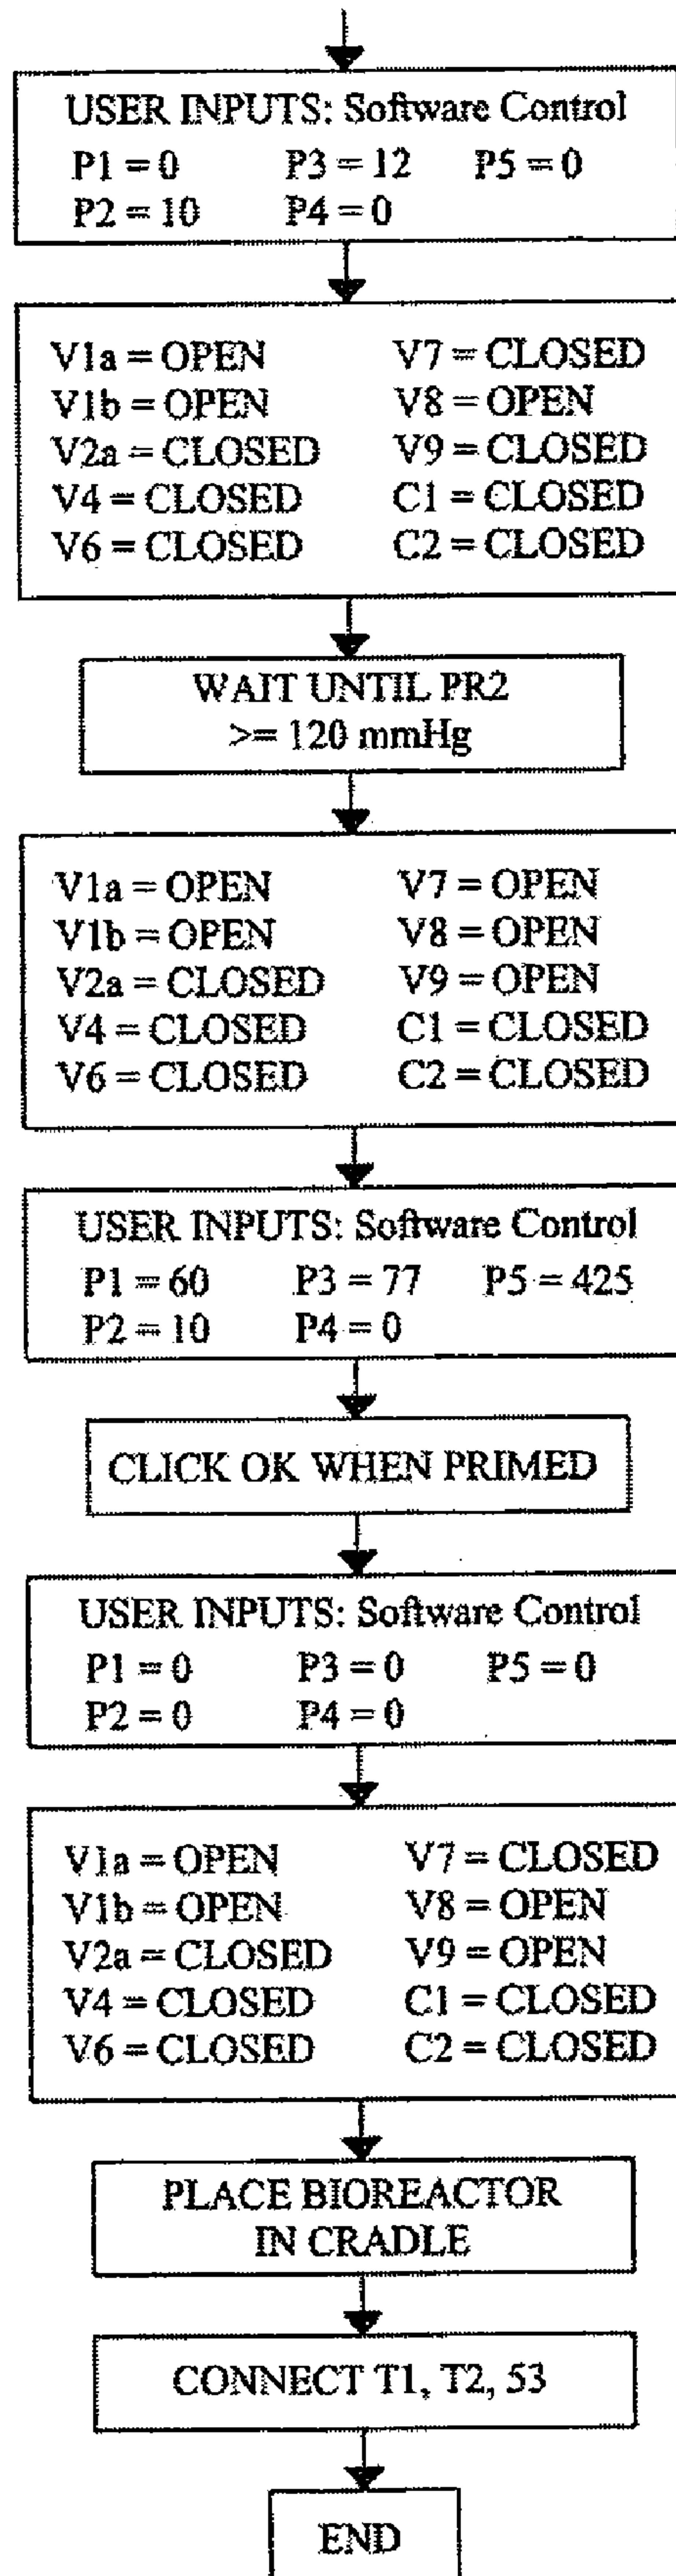 USER INPUTS: Software Control
P1 = 0 P3 = 12 P5 = 0
P2 = 10 P4 = 0
V1a = OPEN V7 = CLOSED
V1b = OPEN V8 = OPEN
V2a = CLOSED V9 = CLOSED
V4 = CLOSED C1 = CLOSED
V6 = CLOSED C2 = CLOSED
WAIT UNTIL PR2
>= 120 mmHg
V1a = OPEN V7 = OPEN
V1b = OPEN V8 = OPEN
V2a = CLOSED V9 = OPEN
V4 = CLOSED C1 = CLOSED
V6 = CLOSED C2 = CLOSED
USER INPUTS: Software Control
P1 = 60 P3 = 77 P5 = 425
P2 = 10 P4 = 0
CLICK OK WHEN PRIMED
USER INPUTS: Software Control
P1 = 0 P3 = 0 P5 = 0
P2 = 0 P4 = 0
V1a = OPEN V7 = CLOSED
V1b = OPEN V8 = OPEN
V2a = CLOSED V9 = OPEN
V4 = CLOSED C1 = CLOSED
V6 = CLOSED C2 = CLOSED
PLACE BIOREACTOR
IN CRADLE
CONNECT T1, T2, 53
END